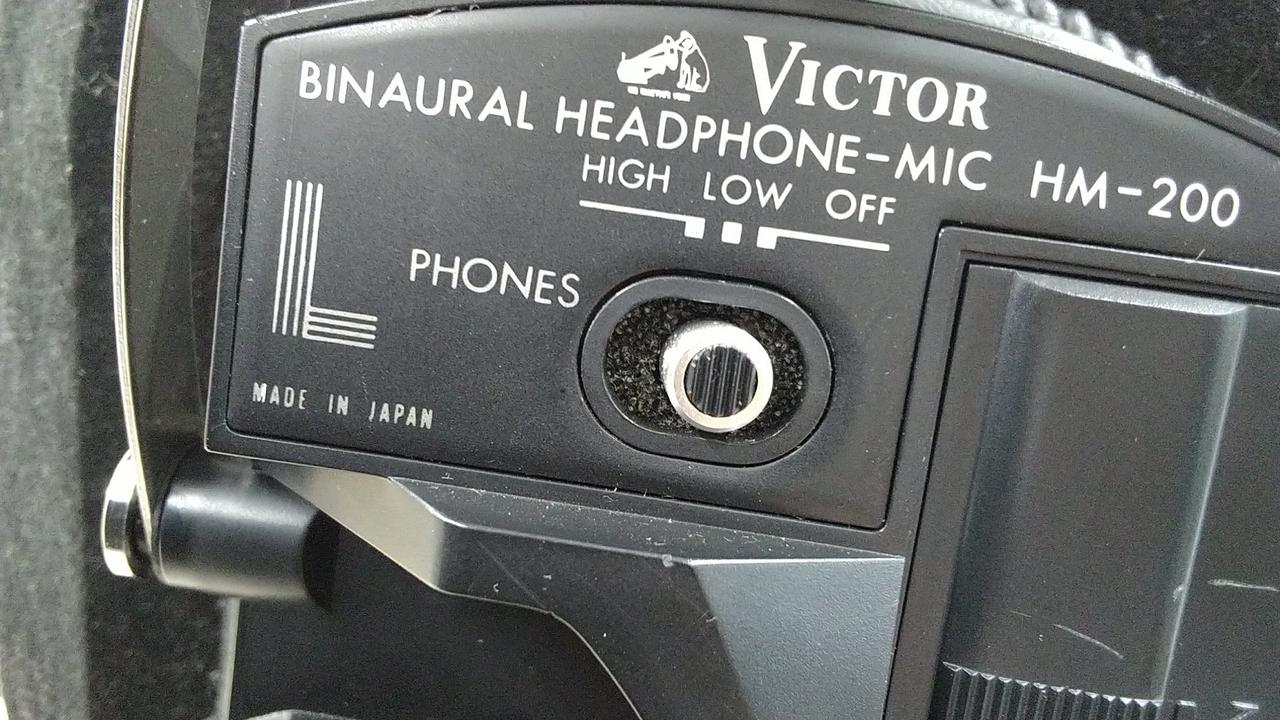 VICTOR
BINAURAL HEADPHONE-MIC HM-200
HIGH LOW OFF
L
PHONES
MADE IN JAPAN